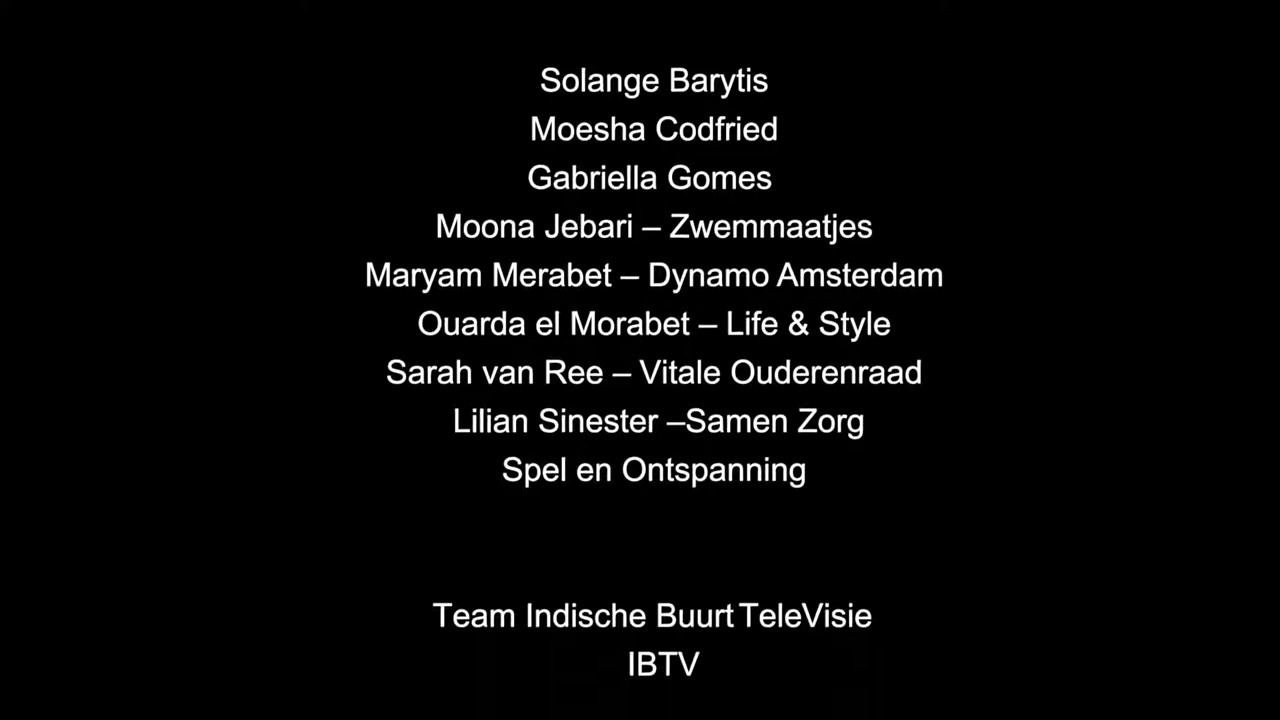 Solange Barytis
Moesha Codfried
Gabriella Gomes
Moona Jebari – Zwemmaatjes
Maryam Merabet – Dynamo Amsterdam
Ouarda el Morabet – Life & Style
Sarah van Ree – Vitale Ouderenraad
Lilian Sinester –Samen Zorg
Spel en Ontspanning
Team Indische Buurt TeleVisie
IBTV